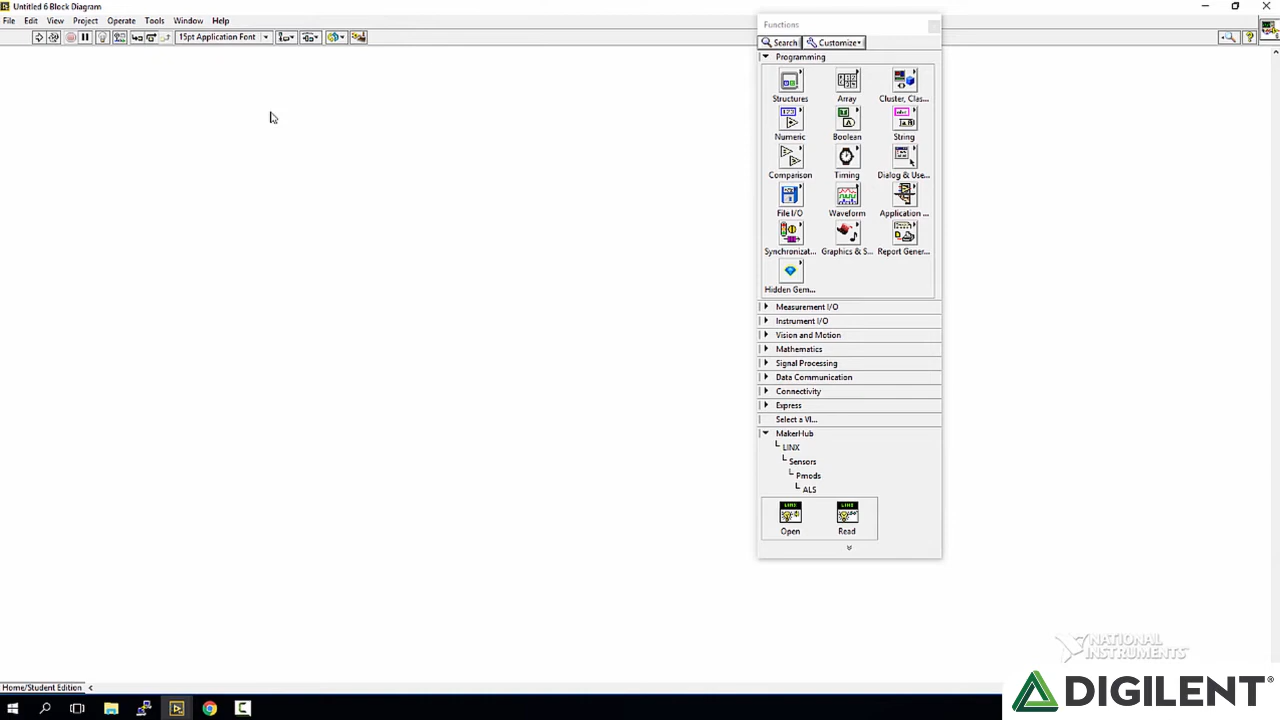 Untitled 6 Block Diagram
File Edit View Project Operate Tools Window Help
15pt Application Font
Functions
Search Customize
Programming
Structures Array Cluster, Clas...
Numeric Boolean String
Comparison Timing Dialog & Use...
File I/O Waveform Application ...
Synchronizat... Graphics & S... Report Gener...
Hidden Gem...
Measurement I/O
Instrument I/O
Vision and Motion
Mathematics
Signal Processing
Data Communication
Connectivity
Express
Select a VI...
MakerHub
LINX
Sensors
Pmods
ALS
LINX LINX
Open Read
NATIONAL
INSTRUMENTS
Home/Student Edition
DIGILENT®